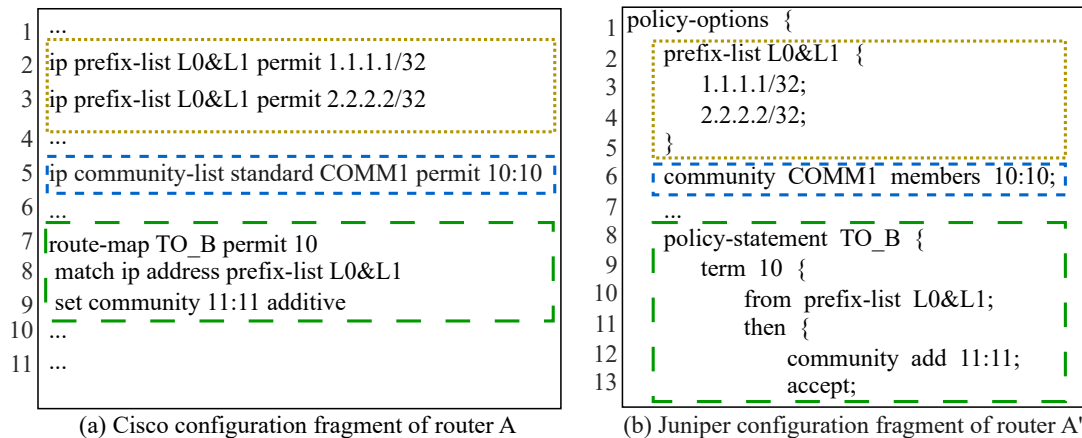 1 ...
2 ip prefix-list L0&L1 permit 1.1.1.1/32
3 ip prefix-list L0&L1 permit 2.2.2.2/32
4 ...
5 ip community-list standard COMM1 permit 10:10
6 ...
7 route-map TO_B permit 10
8 match ip address prefix-list L0&L1
9 set community 11:11 additive
10 ...
11 ...
(a) Cisco configuration fragment of router A
1 policy-options {
2 prefix-list L0&L1 {
3 1.1.1.1/32;
4 2.2.2.2/32;
5 }
6 community COMM1 members 10:10;
7 ...
8 policy-statement TO_B {
9 term 10 {
10 from prefix-list L0&L1;
11 then {
12 community add 11:11;
13 accept;
(b) Juniper configuration fragment of router A'